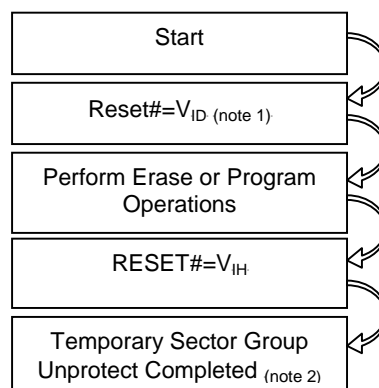 Start
Reset#=VID (note 1)
Perform Erase or Program
Operations
RESET#=VIH
Temporary Sector Group
Unprotect Completed (note 2)